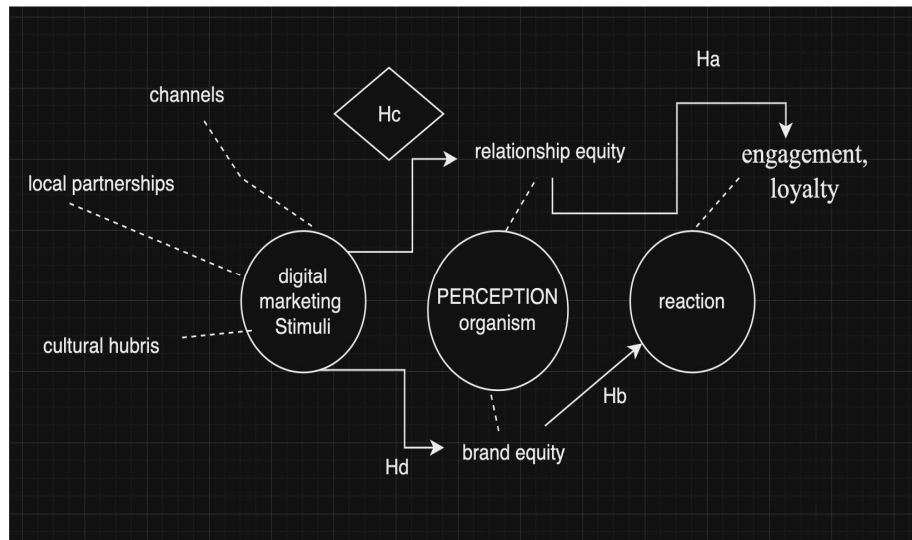 Ha
channels
Hc
relationship equity
engagement,
loyalty
local partnerships
digital
marketing
Stimuli
PERCEPTION
organism
reaction
cultural hubris
Hb
brand equity
Hd